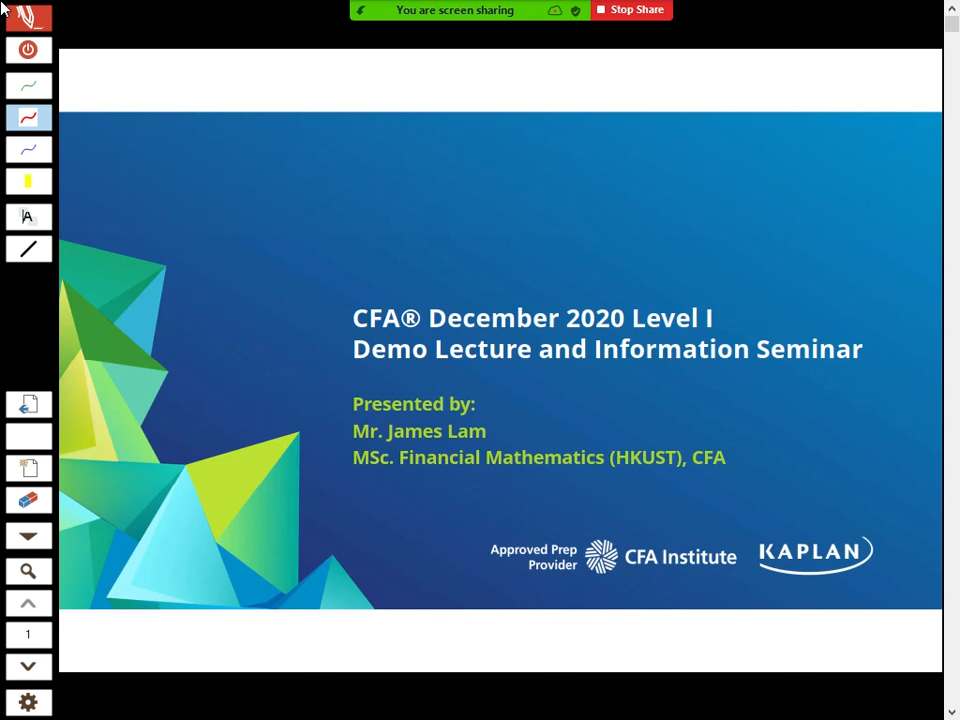 You are screen sharing
Stop Share
A
CFA® December 2020 Level I
Demo Lecture and Information Seminar
Presented by:
Mr. James Lam
MSc. Financial Mathematics (HKUST), CFA
Approved Prep
Provider
CFA Institute
KAPLAN
1